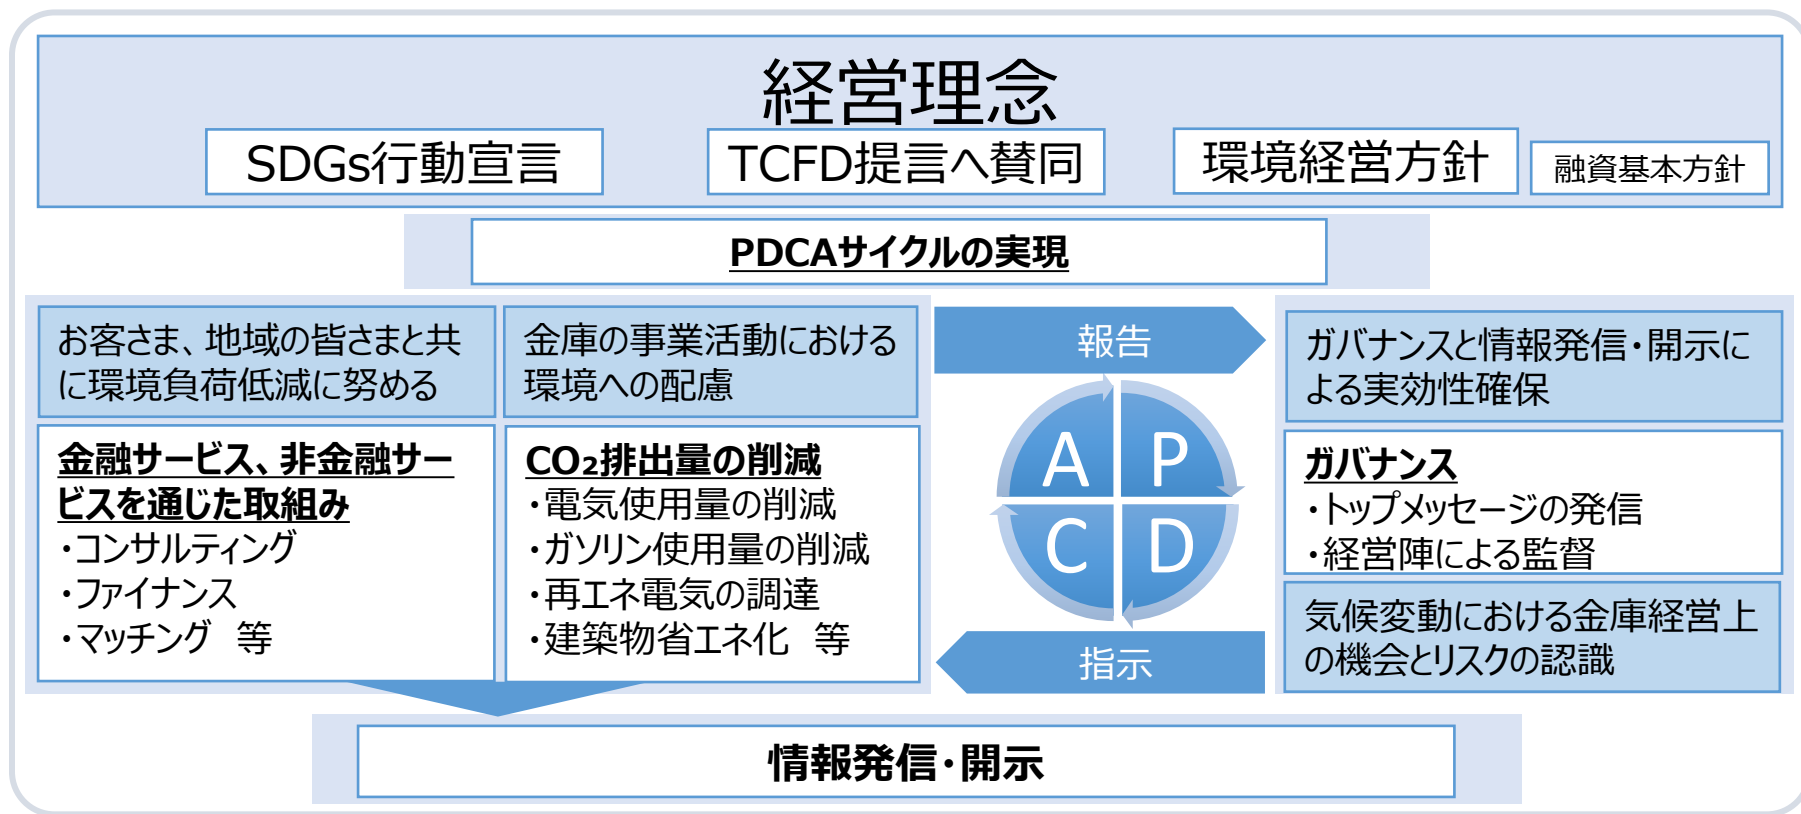 経営理念
SDGs行動宣言
TCFD提言へ賛同
環境経営方針
融資基本方針
PDCAサイクルの実現
お客さま、地域の皆さまと共
に環境負荷低減に努める
金融サービス、非金融サー
ビスを通じた取組み
・コンサルティング
・ファイナンス
・マッチング　等
金庫の事業活動における
環境への配慮
CO₂排出量の削減
・電気使用量の削減
・ガソリン使用量の削減
・再エネ電気の調達
・建築物省エネ化　等
報告
A
P
C
D
指示
ガバナンスと情報発信・開示に
よる実効性確保
ガバナンス
・トップメッセージの発信
・経営陣による監督
気候変動における金庫経営上
の機会とリスクの認識
情報発信・開示